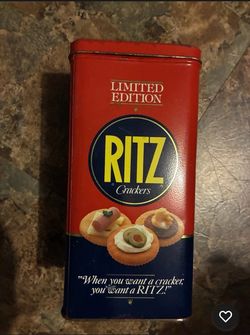 LIMITED
EDITION
RITZ
Crackers
"When you want a cracker,
you want a RITZ!"